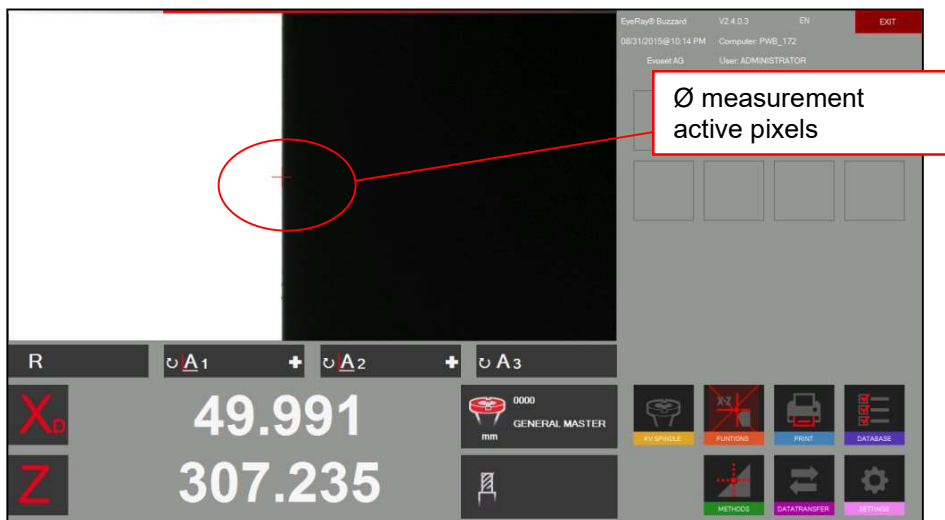 EyeRay® Buzzard V2.4.0.3 EN EXIT
08/31/2015@10:14 PM Computer: PWB_172
Evoset AG User: ADMINISTRATOR
Ø measurement
active pixels
R A1 A2 A3
XD 49.991
0000
GENERAL MASTER
mm
Z 307.235
X-Z
KV SPINDLE FUNTIONS PRINT DATABASE
METHODS DATATRANSFER SETTINGS